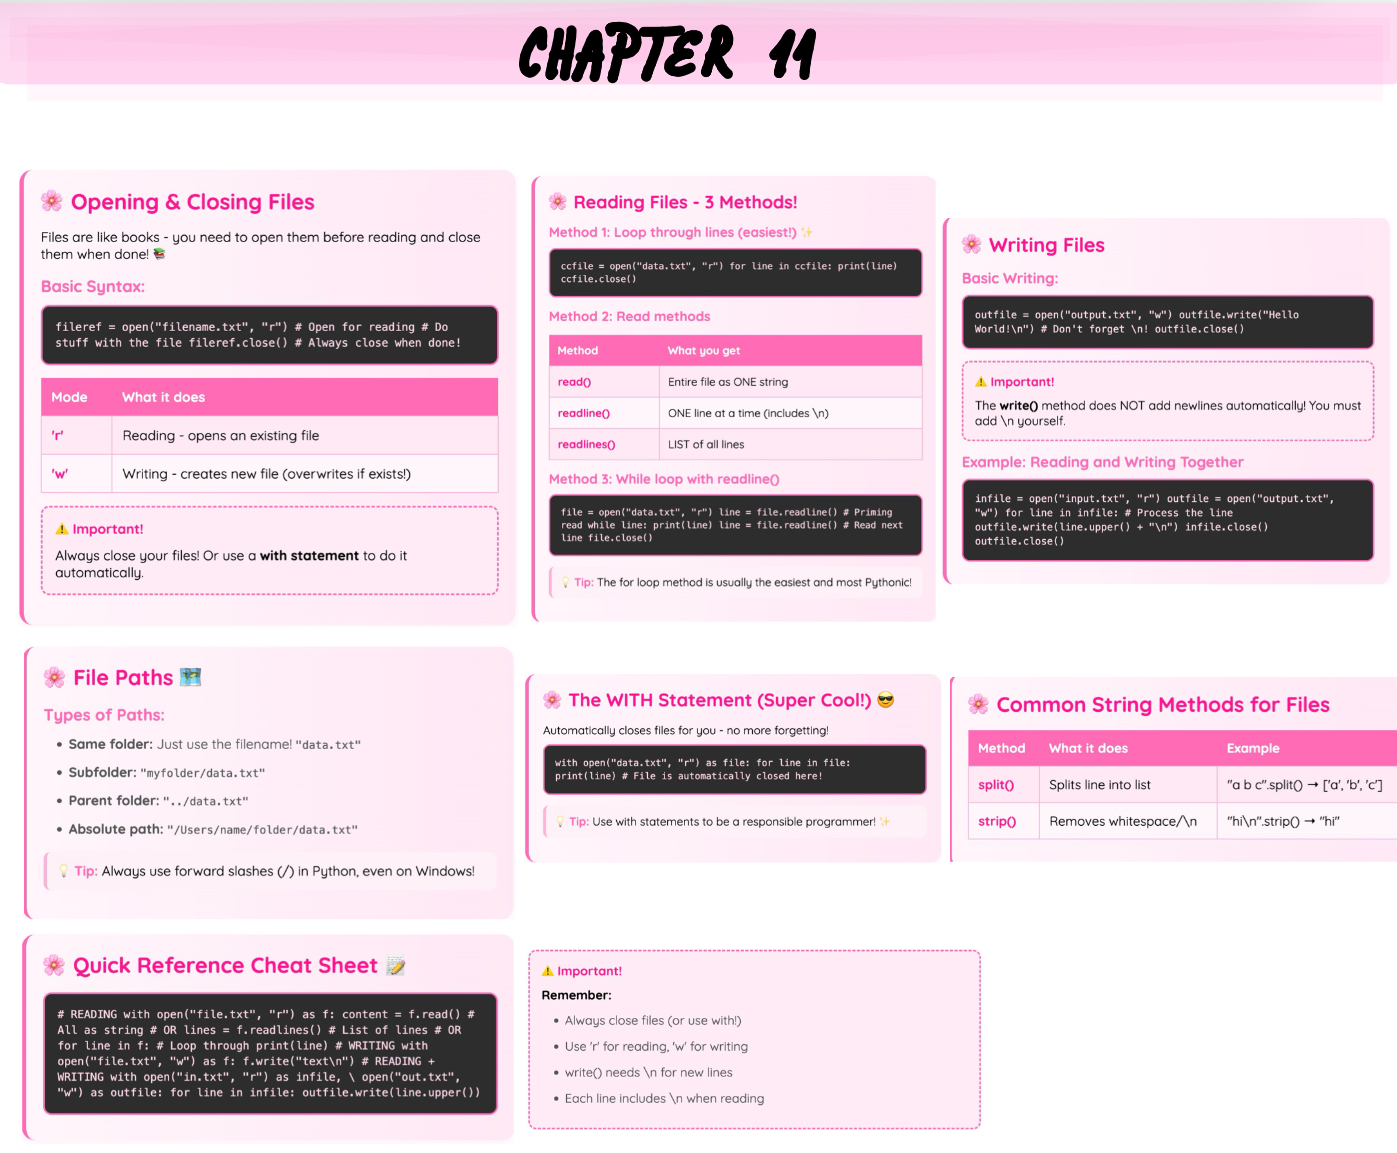 CHAPTER 11
🌸 Opening & Closing Files
Files are like books - you need to open them before reading and close
them when done! 📚
Basic Syntax:
fileref = open("filename.txt", "r") # Open for reading # Do
stuff with the file fileref.close() # Always close when done!
Mode What it does
'r' Reading - opens an existing file
'w' Writing - creates new file (overwrites if exists!)
⚠️ Important!
Always close your files! Or use a with statement to do it
automatically.
🌸 Reading Files - 3 Methods!
Method 1: Loop through lines (easiest!) ✨
ccfile = open("data.txt", "r") for line in ccfile: print(line)
ccfile.close()
Method 2: Read methods
Method What you get
read() Entire file as ONE string
readline() ONE line at a time (includes \n)
readlines() LIST of all lines
Method 3: While loop with readline()
file = open("data.txt", "r") line = file.readline() # Priming
read while line: print(line) line = file.readline() # Read next
line file.close()
💡 Tip: The for loop method is usually the easiest and most Pythonic!
🌸 Writing Files
Basic Writing:
outfile = open("output.txt", "w") outfile.write("Hello
World!\n") # Don't forget \n! outfile.close()
⚠️ Important!
The write() method does NOT add newlines automatically! You must
add \n yourself.
Example: Reading and Writing Together
infile = open("input.txt", "r") outfile = open("output.txt",
"w") for line in infile: # Process the line
outfile.write(line.upper() + "\n") infile.close()
outfile.close()
🌸 File Paths 🗺️
Types of Paths:
• Same folder: Just use the filename! "data.txt"
• Subfolder: "myfolder/data.txt"
• Parent folder: "../data.txt"
• Absolute path: "/Users/name/folder/data.txt"
💡 Tip: Always use forward slashes (/) in Python, even on Windows!
🌸 The WITH Statement (Super Cool!) 😎
Automatically closes files for you - no more forgetting!
with open("data.txt", "r") as file: for line in file:
print(line) # File is automatically closed here!
💡 Tip: Use with statements to be a responsible programmer! ✨
🌸 Common String Methods for Files
Method What it does Example
split() Splits line into list "a b c".split() → ['a', 'b', 'c']
strip() Removes whitespace/\n "hi\n".strip() → "hi"
🌸 Quick Reference Cheat Sheet 📝
# READING with open("file.txt", "r") as f: content = f.read() #
All as string # OR lines = f.readlines() # List of lines # OR
for line in f: # Loop through print(line) # WRITING with
open("file.txt", "w") as f: f.write("text\n") # READING +
WRITING with open("in.txt", "r") as infile, \ open("out.txt",
"w") as outfile: for line in infile: outfile.write(line.upper())
⚠️ Important!
Remember:
• Always close files (or use with!)
• Use 'r' for reading, 'w' for writing
• write() needs \n for new lines
• Each line includes \n when reading